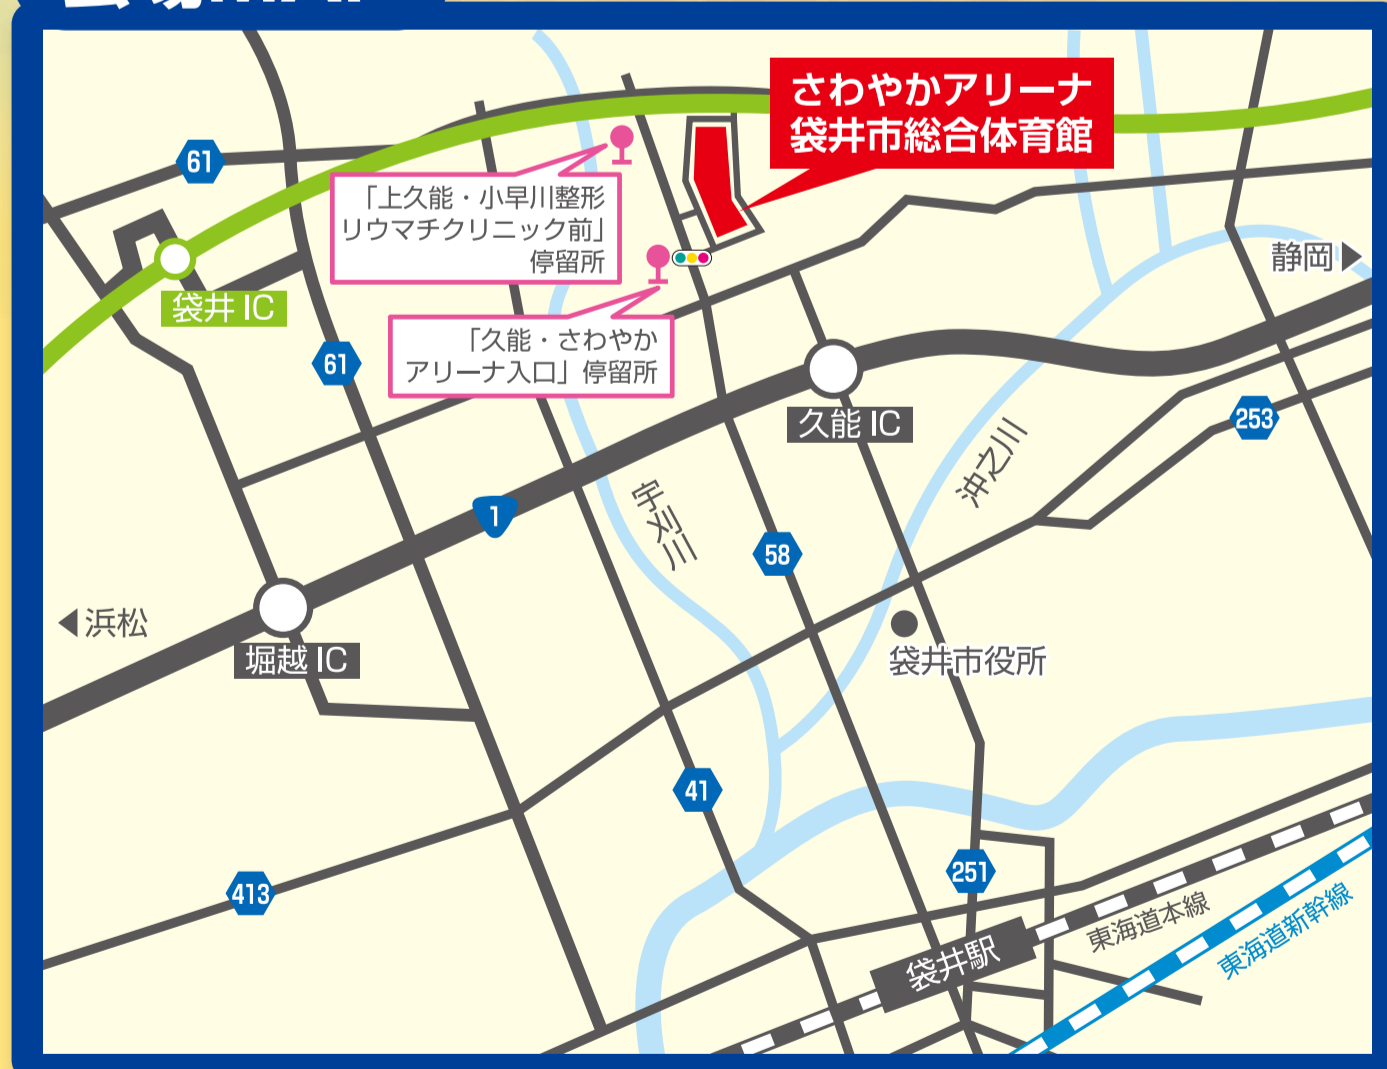 さわやかアリーナ
袋井市総合体育館
61
「上久能・小早川整形
リウマチクリニック前」
停留所
静岡
袋井 IC
「久能・さわやか
アリーナ入口」停留所
61
久能 IC
253
沖之川
宇刈川
1
58
浜松
堀越 IC
袋井市役所
41
251
413
袋井駅
東海道本線
東海道新幹線